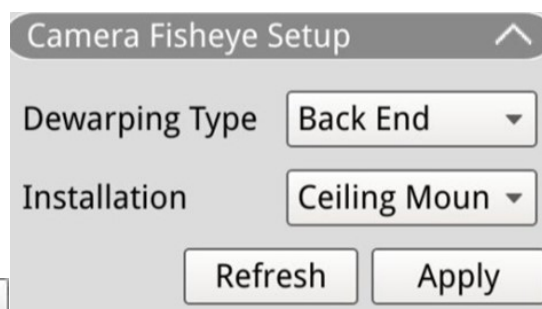 Camera Fisheye Setup
Dewarping Type Back End
Installation Ceiling Moun
Refresh Apply